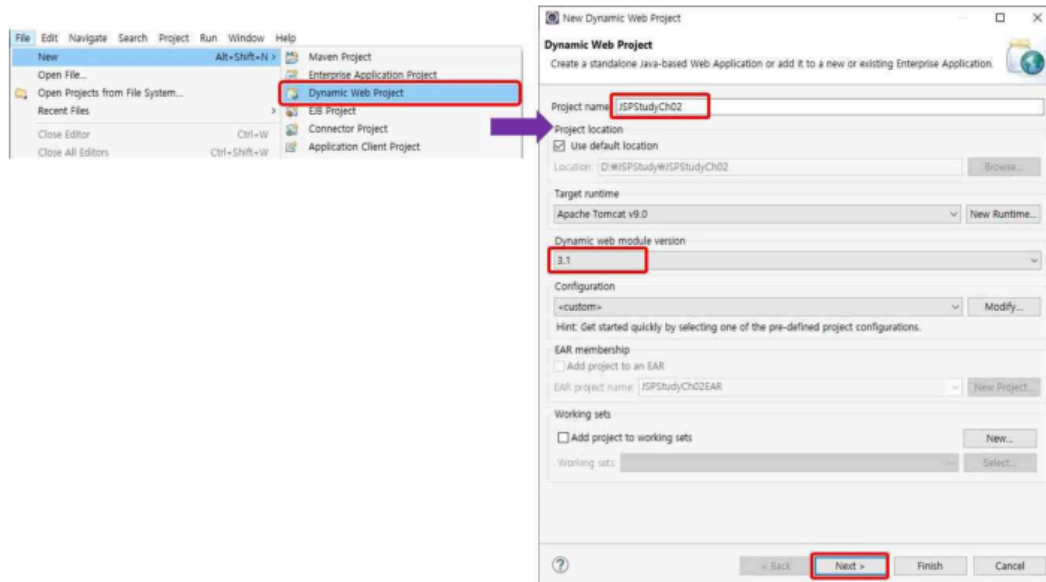 File Edit Navigate Search Project Run Window Help
New Alt+Shift+N >
Open File...
Open Projects from File System...
Recent Files >
Close Editor Ctrl+W
Close All Editors Ctrl+Shift+W
Maven Project
Enterprise Application Project
Dynamic Web Project
EJB Project
Connector Project
Application Client Project
New Dynamic Web Project
Dynamic Web Project
Create a standalone Java-based Web Application or add it to a new or existing Enterprise Application.
Project name: JSPStudyCh02
Project location
Use default location
Location: D:₩JSPStudy₩JSPStudyCh02 Browse...
Target runtime
Apache Tomcat v9.0 New Runtime...
Dynamic web module version
3.1
Configuration
<custom> Modify...
Hint: Get started quickly by selecting one of the pre-defined project configurations.
EAR membership
Add project to an EAR
EAR project name: JSPStudyCh02EAR New Project...
Working sets
Add project to working sets New...
Working sets: Select...
? < Back Next > Finish Cancel